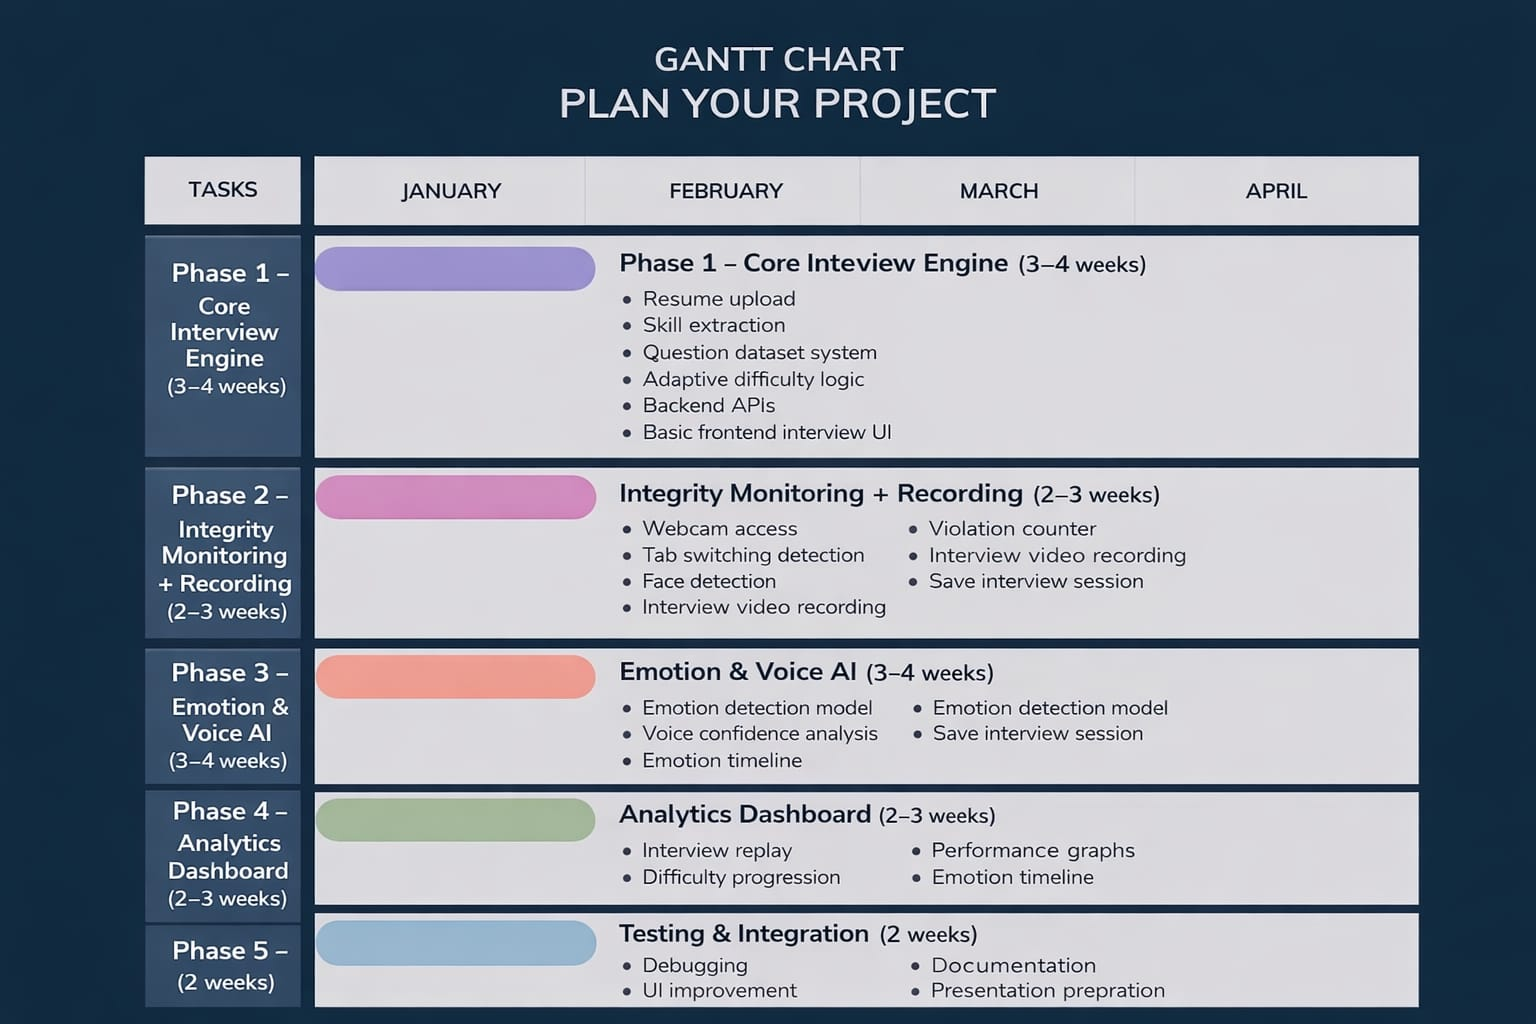 GANTT CHART
PLAN YOUR PROJECT
TASKS
JANUARY
FEBRUARY
MARCH
APRIL
Phase 1 –
Core
Interview
Engine
(3–4 weeks)
Phase 1 – Core Inteview Engine (3–4 weeks)
• Resume upload
• Skill extraction
• Question dataset system
• Adaptive difficulty logic
• Backend APIs
• Basic frontend interview UI
Phase 2 –
Integrity
Monitoring
+ Recording
(2–3 weeks)
Integrity Monitoring + Recording (2–3 weeks)
• Webcam access
• Tab switching detection
• Face detection
• Interview video recording
• Violation counter
• Interview video recording
• Save interview session
Phase 3 –
Emotion &
Voice AI
(3–4 weeks)
Emotion & Voice AI (3–4 weeks)
• Emotion detection model
• Voice confidence analysis
• Emotion timeline
• Emotion detection model
• Save interview session
Phase 4 –
Analytics
Dashboard
(2–3 weeks)
Analytics Dashboard (2–3 weeks)
• Interview replay
• Difficulty progression
• Performance graphs
• Emotion timeline
Phase 5 –
(2 weeks)
Testing & Integration (2 weeks)
• Debugging
• UI improvement
• Documentation
• Presentation prepration